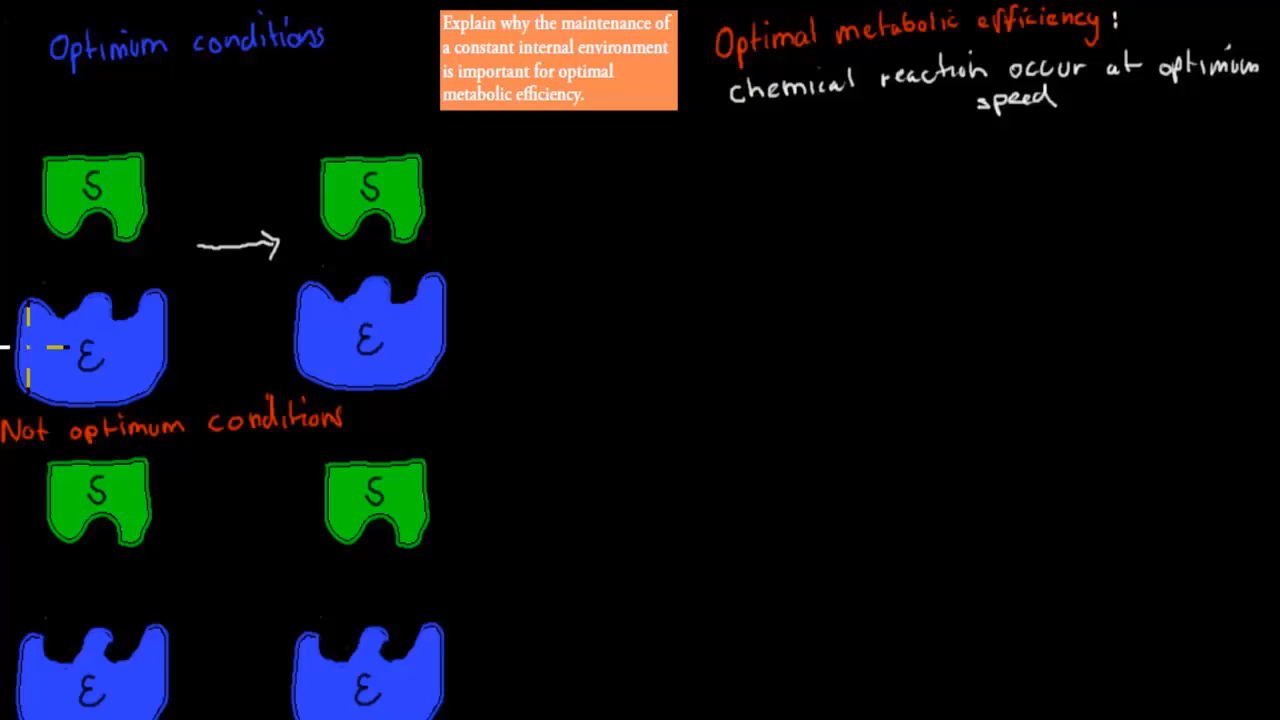 Optimum conditions
Explain why the maintenance of
a constant internal environment
is important for optimal
metabolic efficiency.
Optimal metabolic efficiency:
chemical reaction occur at optimum
speed
S
S
E
E
Not optimum conditions
S
S
E
E